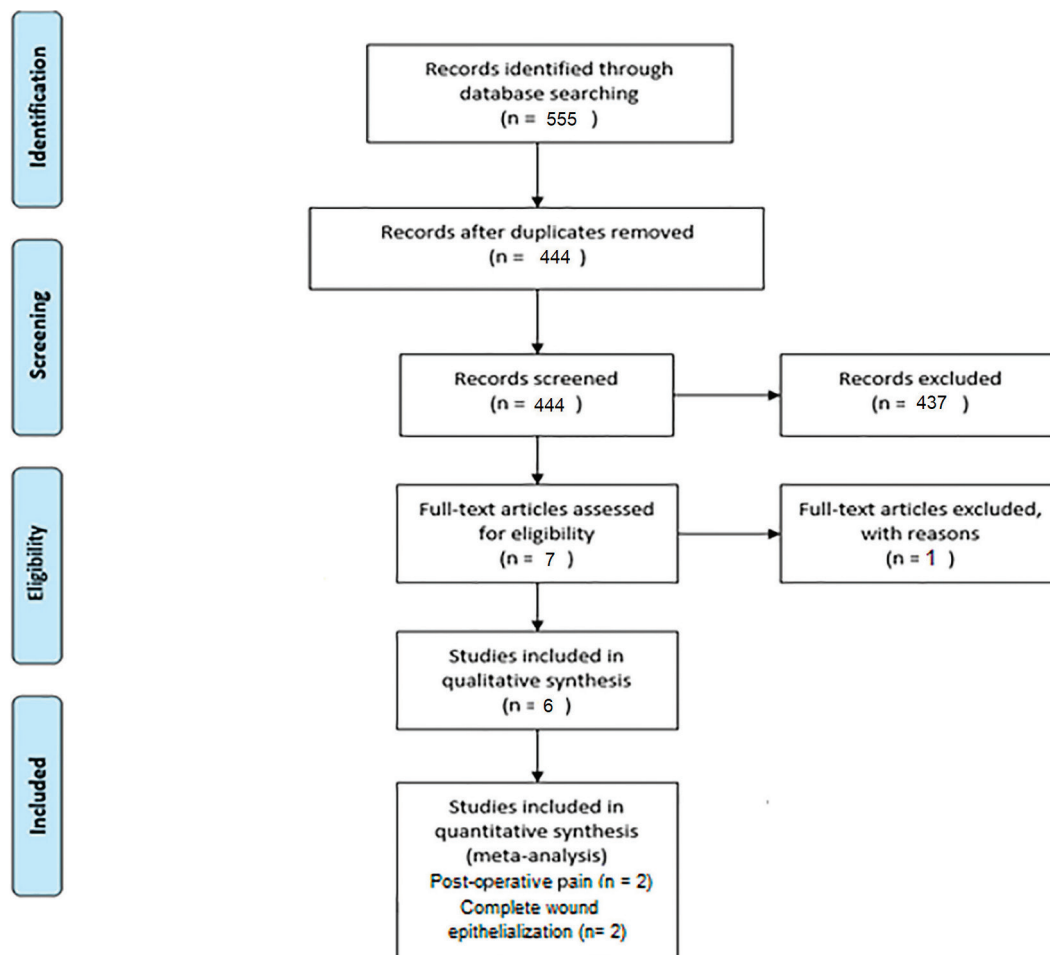 Identification
Records identified through
database searching
(n = 555 )
Records after duplicates removed
(n = 444 )
Screening
Records screened
(n = 444 )
Records excluded
(n = 437 )
Eligibility
Full-text articles assessed
for eligibility
(n = 7 )
Full-text articles excluded,
with reasons
(n = 1 )
Studies included in
qualitative synthesis
(n = 6 )
Included
Studies included in
quantitative synthesis
(meta-analysis)
Post-operative pain (n = 2)
Complete wound
epithelialization (n= 2)